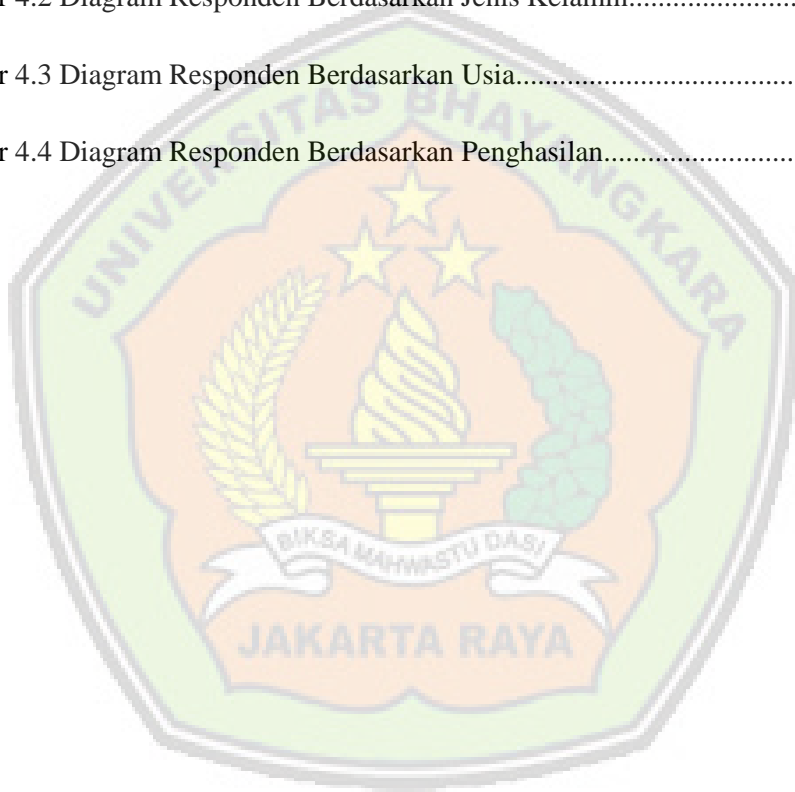 r 4.2 Diagram Responden Berdasarkan Jenis Kelamin.......................
r 4.3 Diagram Responden Berdasarkan Usia......................................
r 4.4 Diagram Responden Berdasarkan Penghasilan..........................
UNIVERSITAS BHAYANGKARA
BIKSA MAHWASTU DASI
JAKARTA RAYA